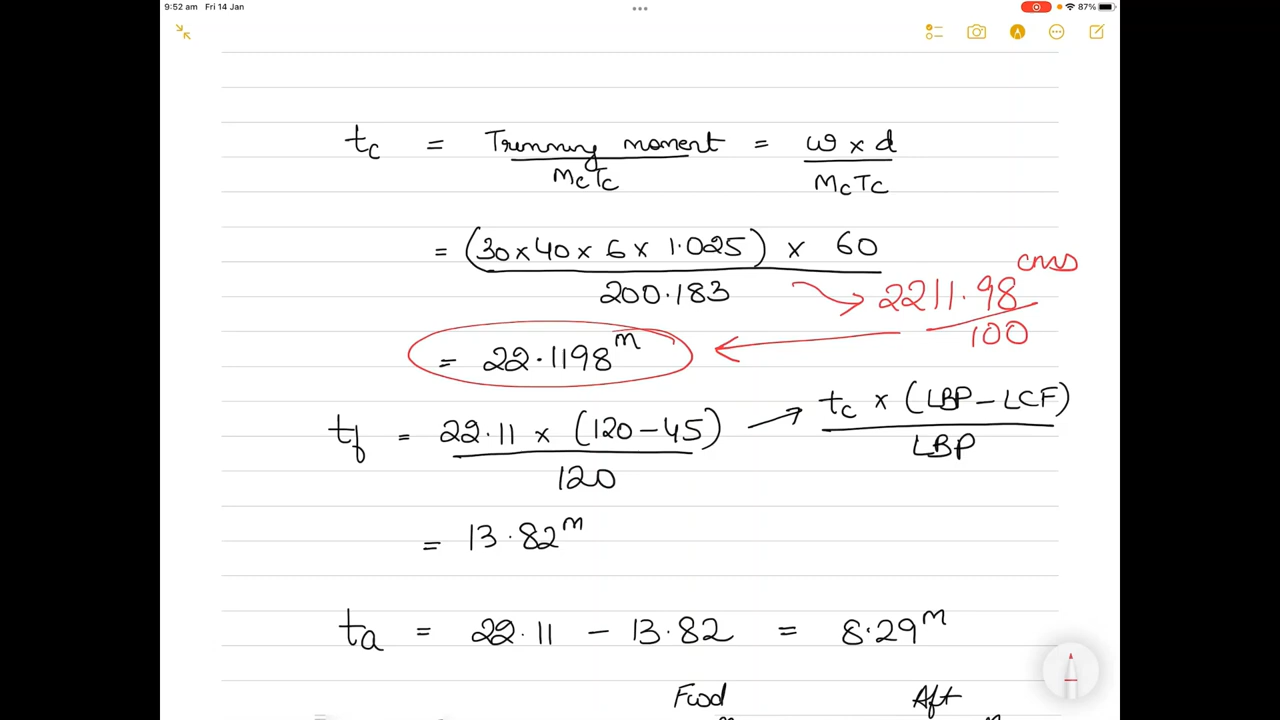 9:52 am Fri 14 Jan
87%
tc = Trimming moment / MCTC = w x d / MCTC
= (30 x 40 x 6 x 1.025) x 60 / 200.183
2211.98 cms / 100
= 22.1198 m
tf = 22.11 x (120 - 45) / 120 → tc x (LBP - LCF) / LBP
= 13.82 m
ta = 22.11 - 13.82 = 8.29 m
Fwd Aft